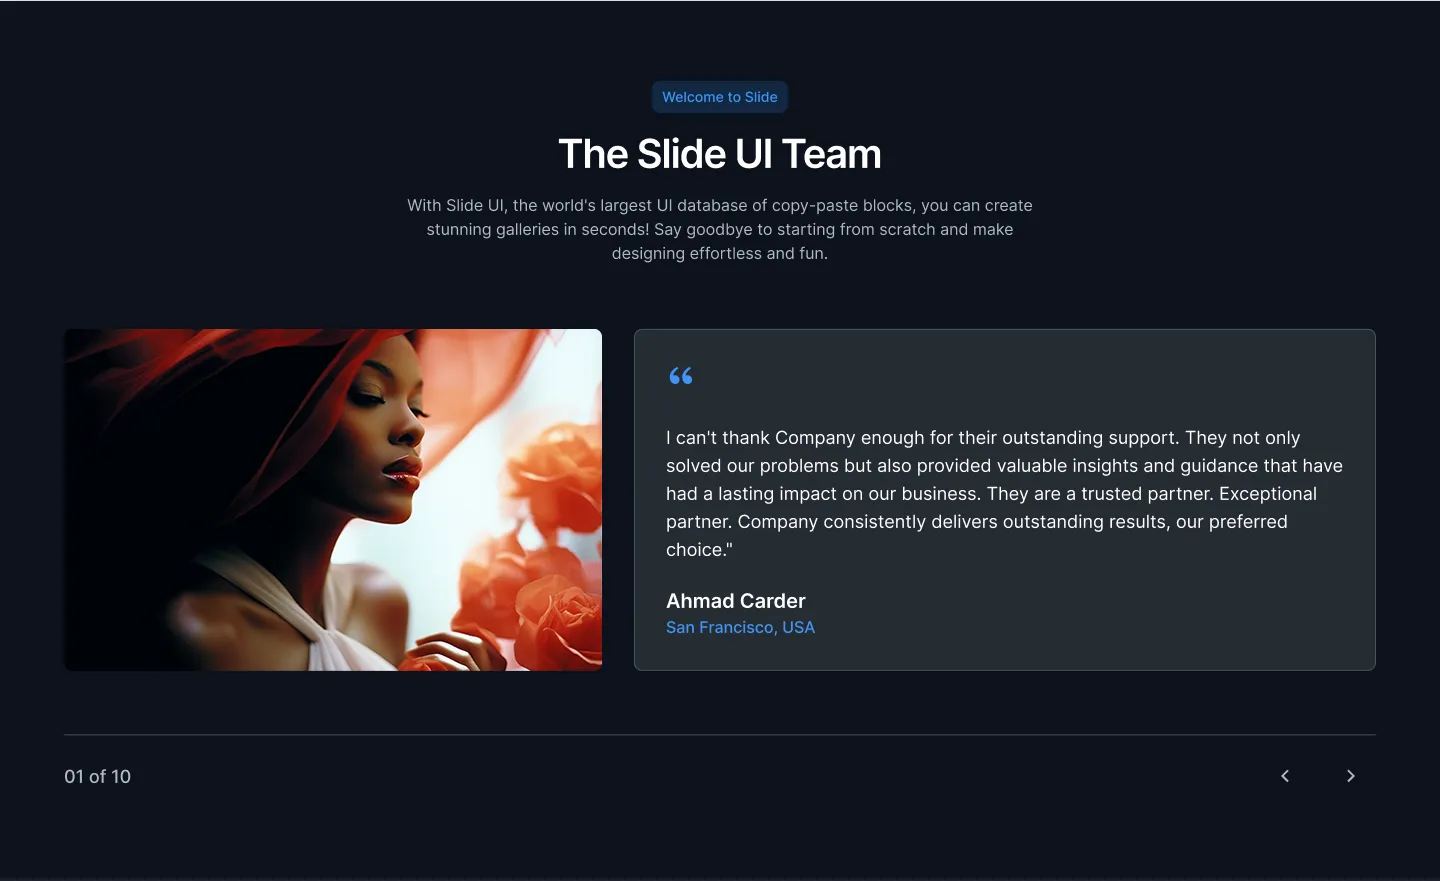 Welcome to Slide
The Slide UI Team
With Slide UI, the world's largest UI database of copy-paste blocks, you can create
stunning galleries in seconds! Say goodbye to starting from scratch and make
designing effortless and fun.
“
I can't thank Company enough for their outstanding support. They not only
solved our problems but also provided valuable insights and guidance that have
had a lasting impact on our business. They are a trusted partner. Exceptional
partner. Company consistently delivers outstanding results, our preferred
choice."
Ahmad Carder
San Francisco, USA
01 of 10